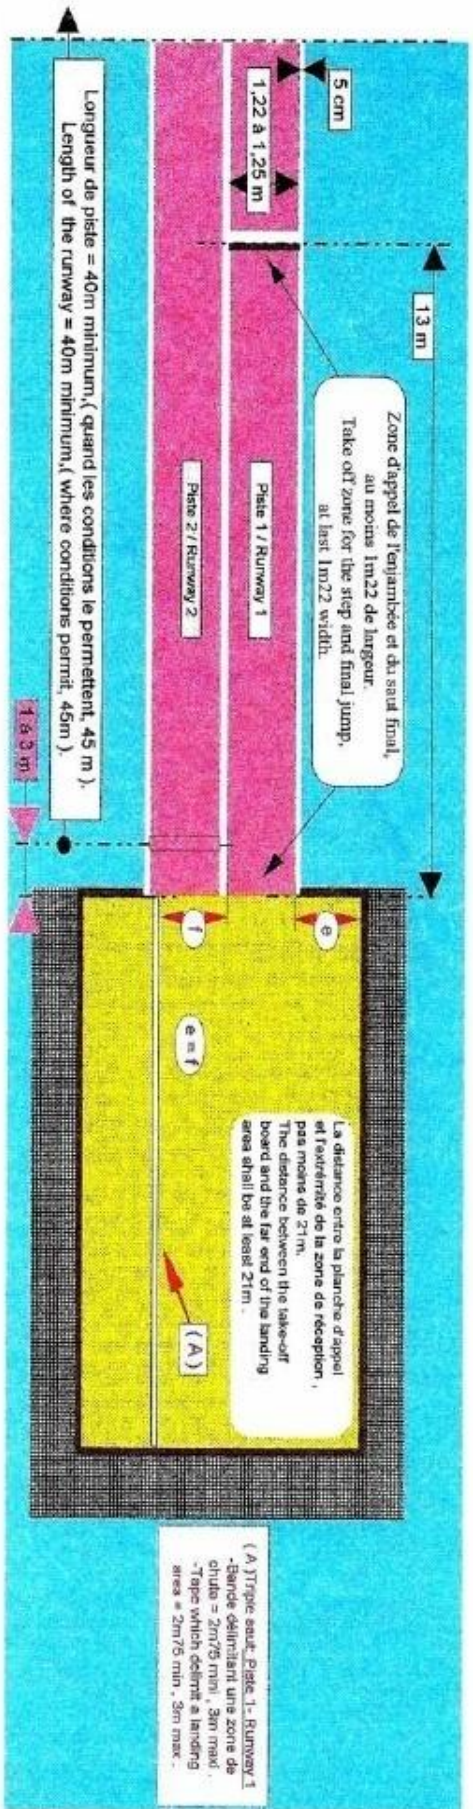 5 cm
1,22 à 1,25 m
13 m
Zone d'appel de l'enjambée et du saut final,
au moins 1m22 de largeur.
Take off zone for the step and final jump,
at last 1m22 width.
Piste 1 / Runway 1
Piste 2 / Runway 2
Longueur de piste = 40m minimum,( quand les conditions le permettent, 45 m ).
Length of the runway = 40m minimum,( where conditions permit, 45m ).
1 à 3 m
e
f
e = f
La distance entre la planche d'appel
et l'extrémité de la zone de réception ,
pas moins de 21m.
The distance between the take-off
board and the far end of the landing
area shall be at least 21m .
( A )
( A )Triple saut: Piste 1- Runway 1
-Bande délimitant une zone de
chute = 2m75 mini , 3m maxi .
-Tape which delimit a landing
area = 2m75 min , 3m max .